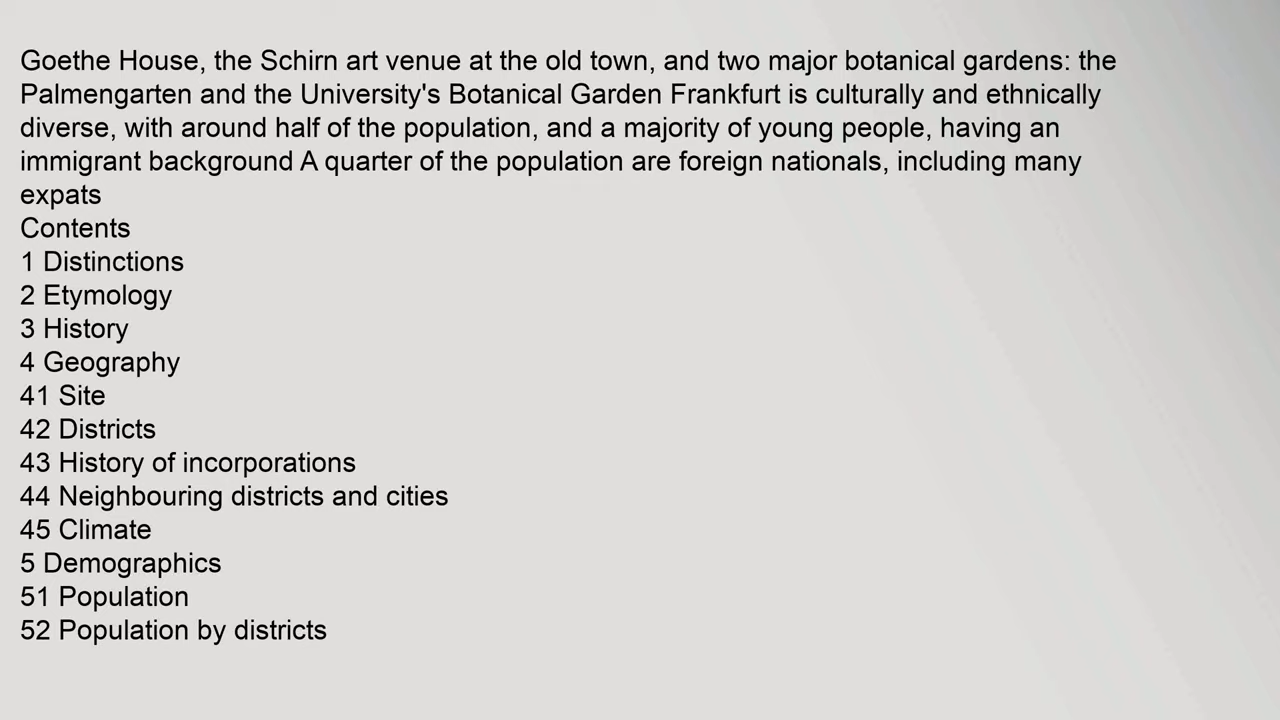 Goethe House, the Schirn art venue at the old town, and two major botanical gardens: the
Palmengarten and the University's Botanical Garden Frankfurt is culturally and ethnically
diverse, with around half of the population, and a majority of young people, having an
immigrant background A quarter of the population are foreign nationals, including many
expats
Contents
1 Distinctions
2 Etymology
3 History
4 Geography
41 Site
42 Districts
43 History of incorporations
44 Neighbouring districts and cities
45 Climate
5 Demographics
51 Population
52 Population by districts